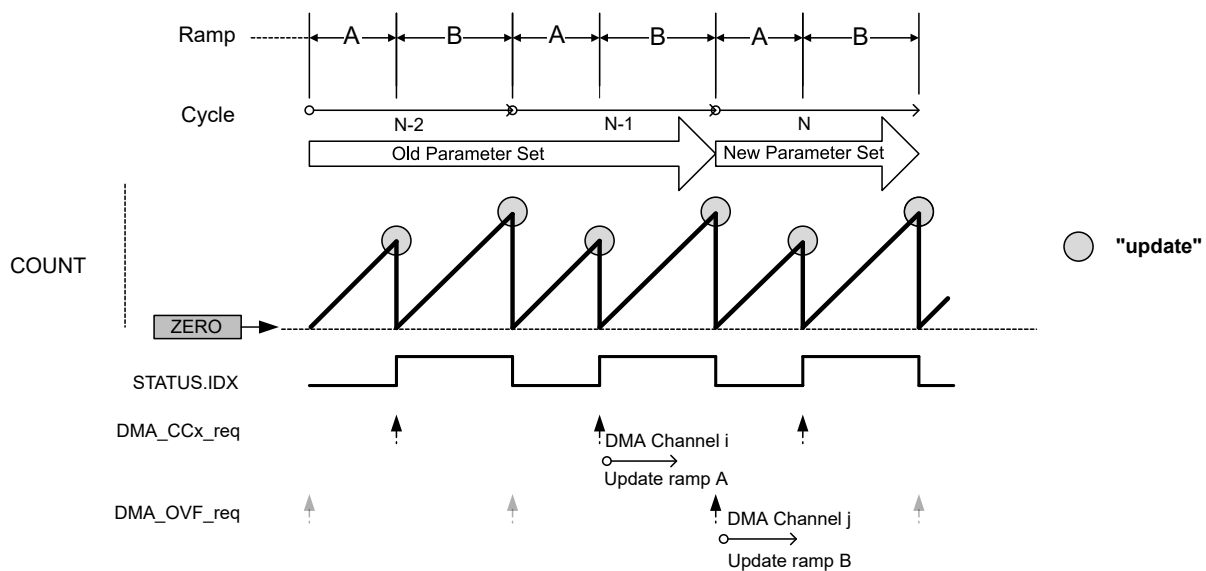 Ramp A B A B A B
Cycle
N-2 N-1 N
Old Parameter Set New Parameter Set
"update"
COUNT
ZERO
STATUS.IDX
DMA_CCx_req
DMA Channel i
Update ramp A
DMA_OVF_req
DMA Channel j
Update ramp B